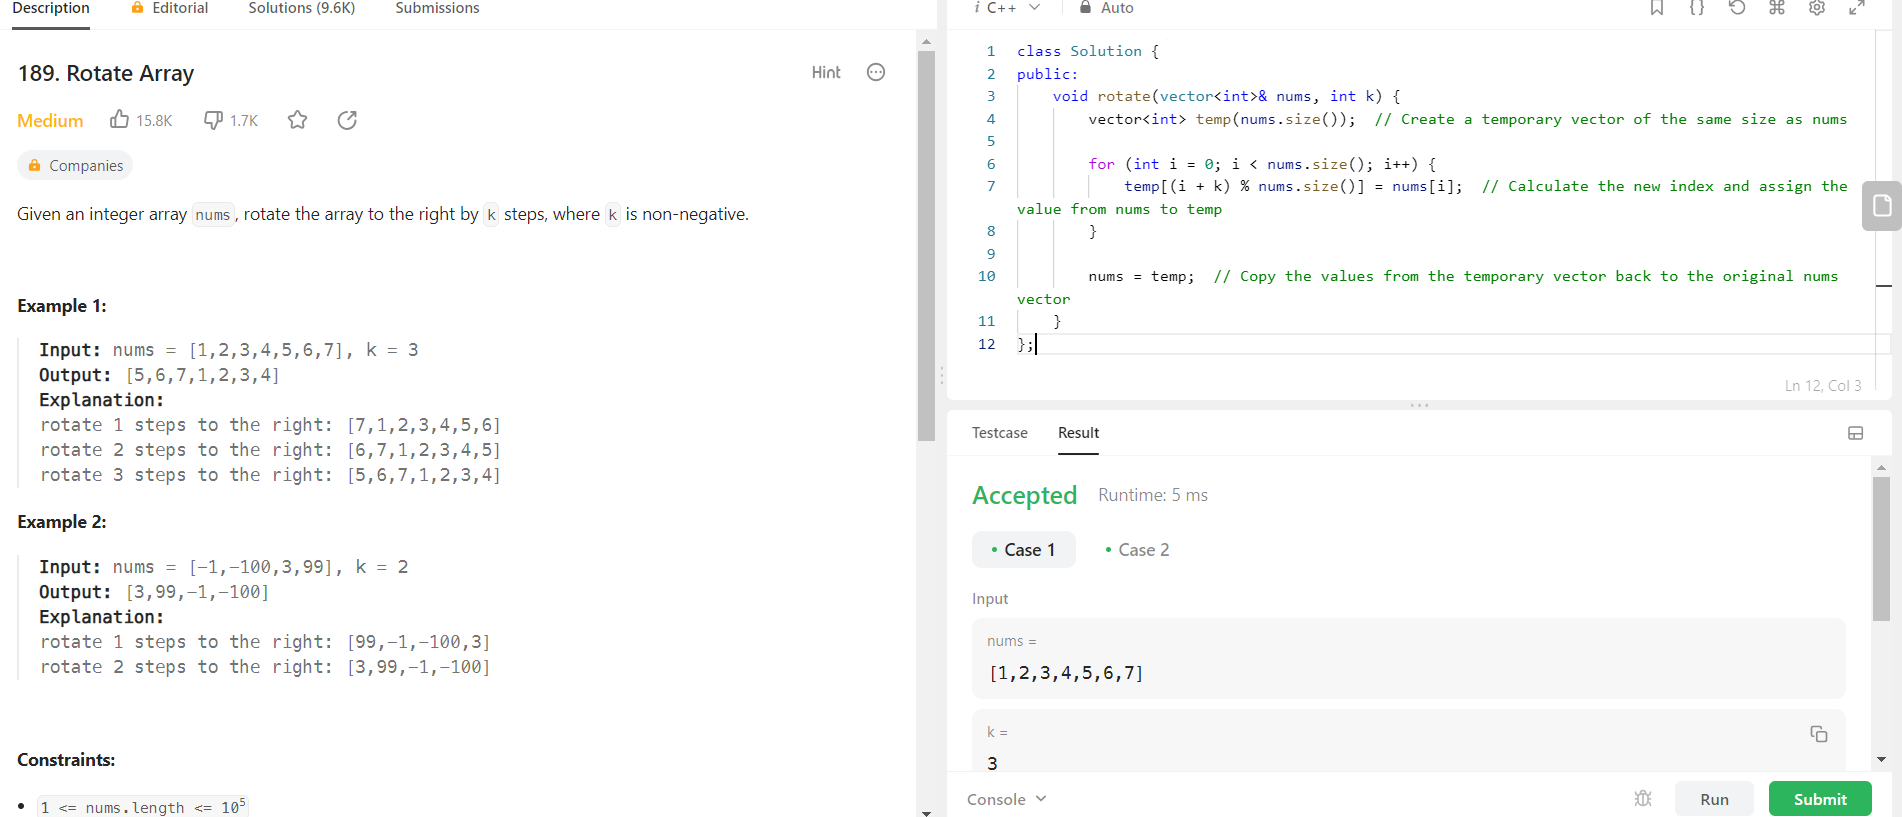 Description
Editorial
Solutions (9.6K)
Submissions
189. Rotate Array
Hint
Medium
15.8K
1.7K
Companies
Given an integer array nums, rotate the array to the right by k steps, where k is non-negative.
Example 1:
Input: nums = [1,2,3,4,5,6,7], k = 3
Output: [5,6,7,1,2,3,4]
Explanation:
rotate 1 steps to the right: [7,1,2,3,4,5,6]
rotate 2 steps to the right: [6,7,1,2,3,4,5]
rotate 3 steps to the right: [5,6,7,1,2,3,4]
Example 2:
Input: nums = [-1,-100,3,99], k = 2
Output: [3,99,-1,-100]
Explanation:
rotate 1 steps to the right: [99,-1,-100,3]
rotate 2 steps to the right: [3,99,-1,-100]
Constraints:
• 1 <= nums.length <= 10⁵
i C++
Auto
1 class Solution {
2 public:
3 void rotate(vector<int>& nums, int k) {
4 vector<int> temp(nums.size()); // Create a temporary vector of the same size as nums
5
6 for (int i = 0; i < nums.size(); i++) {
7 temp[(i + k) % nums.size()] = nums[i]; // Calculate the new index and assign the
value from nums to temp
8 }
9
10 nums = temp; // Copy the values from the temporary vector back to the original nums
vector
11 }
12 };
Ln 12, Col 3
Testcase
Result
Accepted
Runtime: 5 ms
• Case 1
• Case 2
Input
nums =
[1,2,3,4,5,6,7]
k =
3
Console
Run
Submit